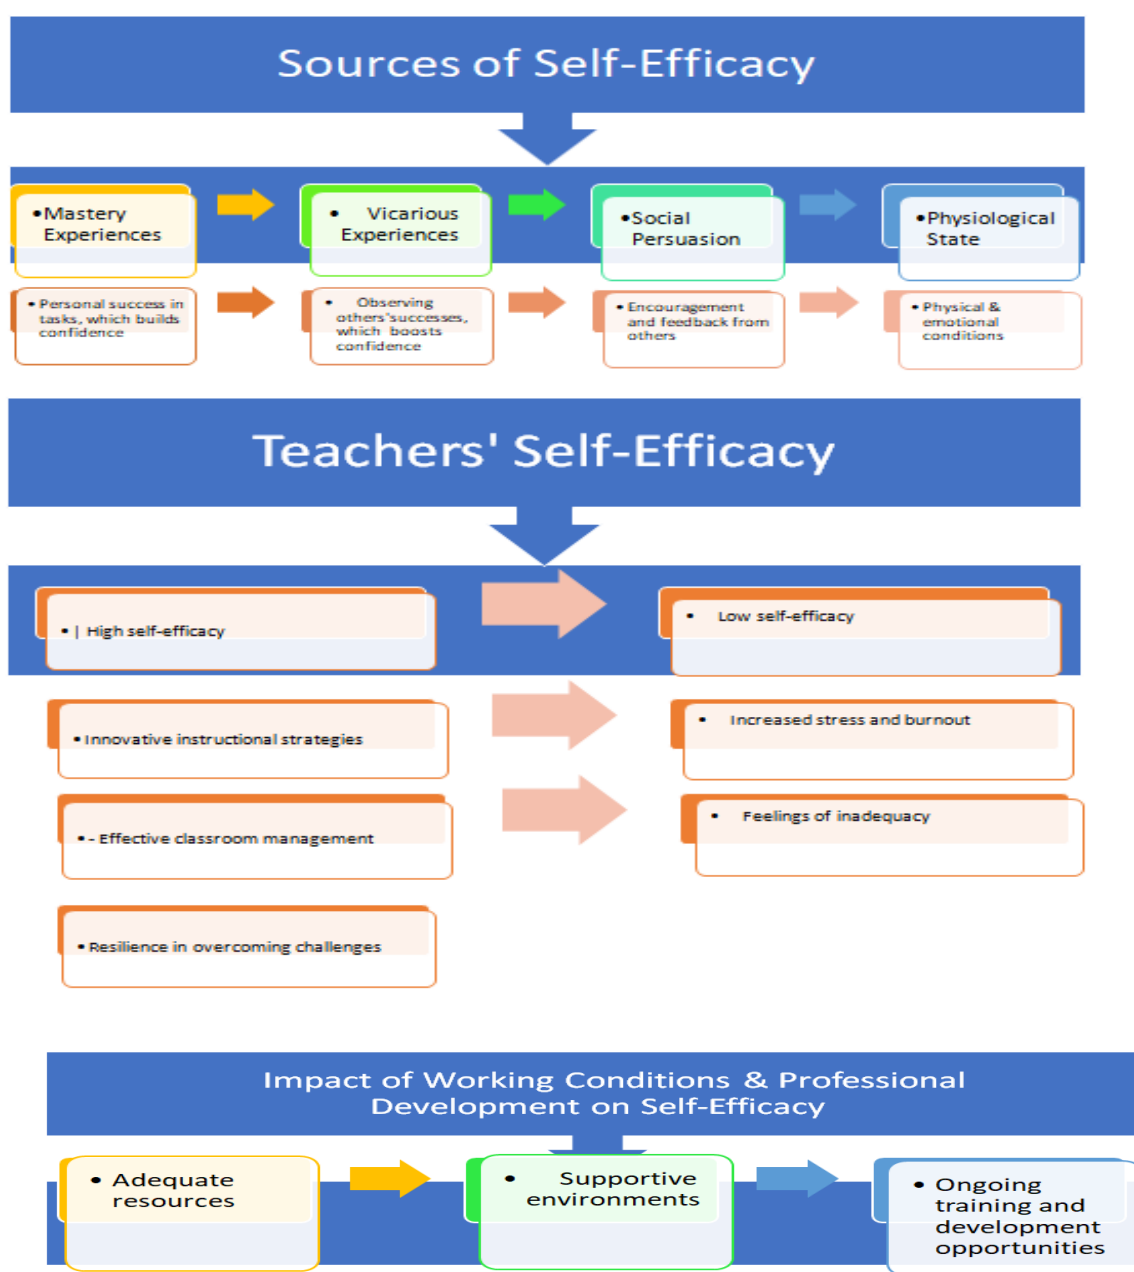 Sources of Self-Efficacy
•Mastery
Experiences
• Vicarious
Experiences
•Social
Persuasion
•Physiological
State
• Personal success in
tasks, which builds
confidence
• Observing
others'successes,
which boosts
confidence
• Encouragement
and feedback from
others
• Physical &
emotional
conditions
Teachers' Self-Efficacy
• | High self-efficacy
• Low self-efficacy
• Innovative instructional strategies
• Increased stress and burnout
• - Effective classroom management
• Feelings of inadequacy
• Resilience in overcoming challenges
Impact of Working Conditions & Professional
Development on Self-Efficacy
• Adequate
resources
• Supportive
environments
• Ongoing
training and
development
opportunities